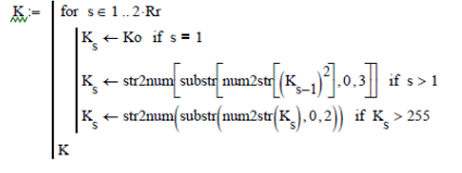 K:= for s ∈ 1 .. 2·Rr
K_s ← Ko if s = 1
K_s ← str2num[substr[num2str[(K_{s-1})^2],0,3]] if s > 1
K_s ← str2num(substr(num2str(K_s),0,2)) if K_s > 255
K